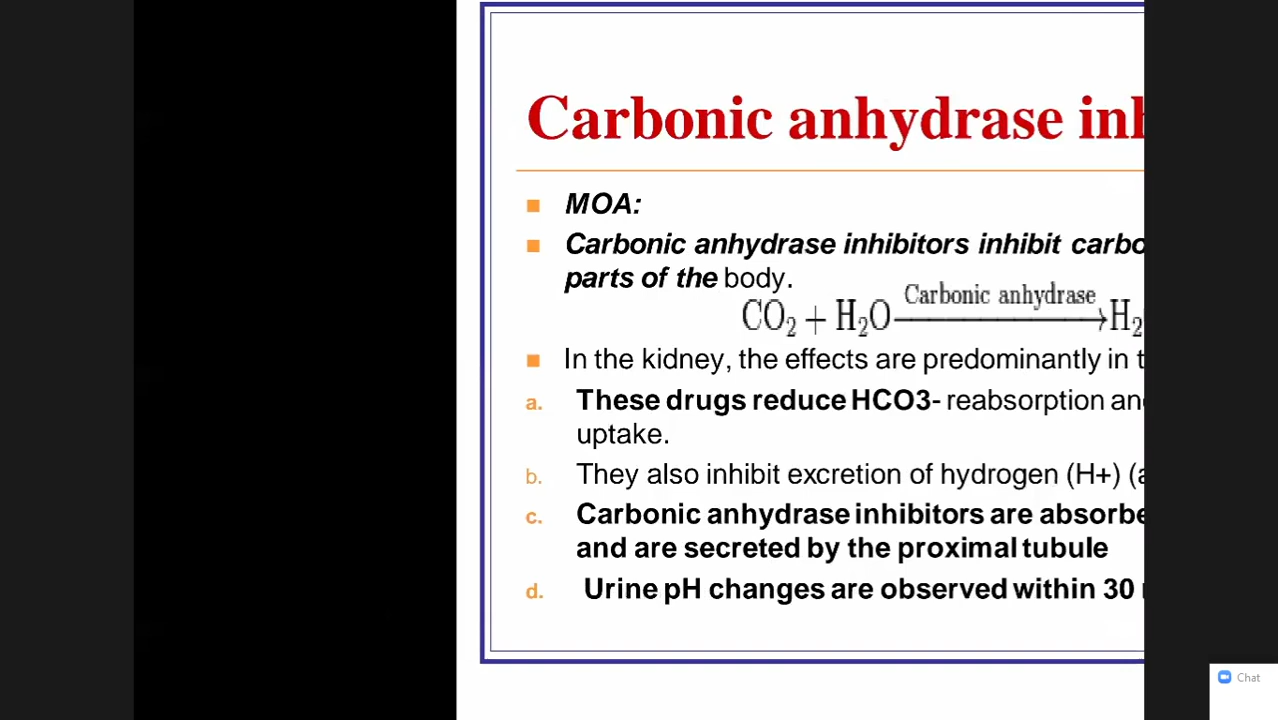 Carbonic anhydrase inh
MOA:
Carbonic anhydrase inhibitors inhibit carbo
parts of the body.
Carbonic anhydrase
CO₂ + H₂O ⟶ H₂
In the kidney, the effects are predominantly in t
a. These drugs reduce HCO3- reabsorption an
uptake.
b. They also inhibit excretion of hydrogen (H+) (a
c. Carbonic anhydrase inhibitors are absorbe
and are secreted by the proximal tubule
d. Urine pH changes are observed within 30
Chat